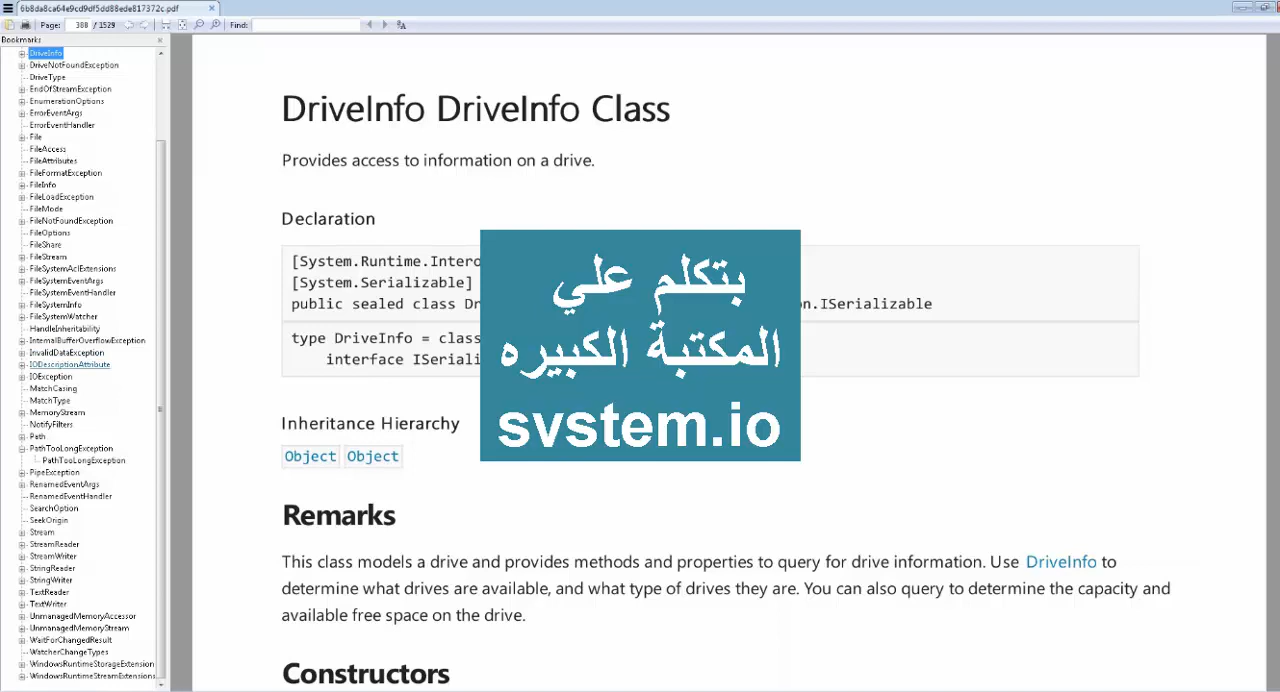 6b8da8ca64e9cd9df5dd88ede817372c.pdf
Page: 388 / 1529 Find:
Bookmarks
DriveInfo
DriveNotFoundException
DriveType
EndOfStreamException
EnumerationOptions
ErrorEventArgs
ErrorEventHandler
File
FileAccess
FileAttributes
FileFormatException
FileInfo
FileLoadException
FileMode
FileNotFoundException
FileOptions
FileShare
FileStream
FileSystemAclExtensions
FileSystemEventArgs
FileSystemEventHandler
FileSystemInfo
FileSystemWatcher
HandleInheritability
InternalBufferOverflowException
InvalidDataException
IODescriptionAttribute
IOException
MatchCasing
MatchType
MemoryStream
NotifyFilters
Path
PathTooLongException
PathTooLongException
PipeException
RenamedEventArgs
RenamedEventHandler
SearchOption
SeekOrigin
Stream
StreamReader
StreamWriter
StringReader
StringWriter
TextReader
TextWriter
UnmanagedMemoryAccessor
UnmanagedMemoryStream
WaitForChangedResult
WatcherChangeTypes
WindowsRuntimeStorageExtension
WindowsRuntimeStreamExtensions
DriveInfo DriveInfo Class
Provides access to information on a drive.
Declaration
[System.Runtime.Intero
[System.Serializable]
public sealed class Dr
n.ISerializable
type DriveInfo = class
interface ISeriali
بتكلم علي
المكتبة الكبيره
svstem.io
Inheritance Hierarchy
Object Object
Remarks
This class models a drive and provides methods and properties to query for drive information. Use DriveInfo to
determine what drives are available, and what type of drives they are. You can also query to determine the capacity and
available free space on the drive.
Constructors